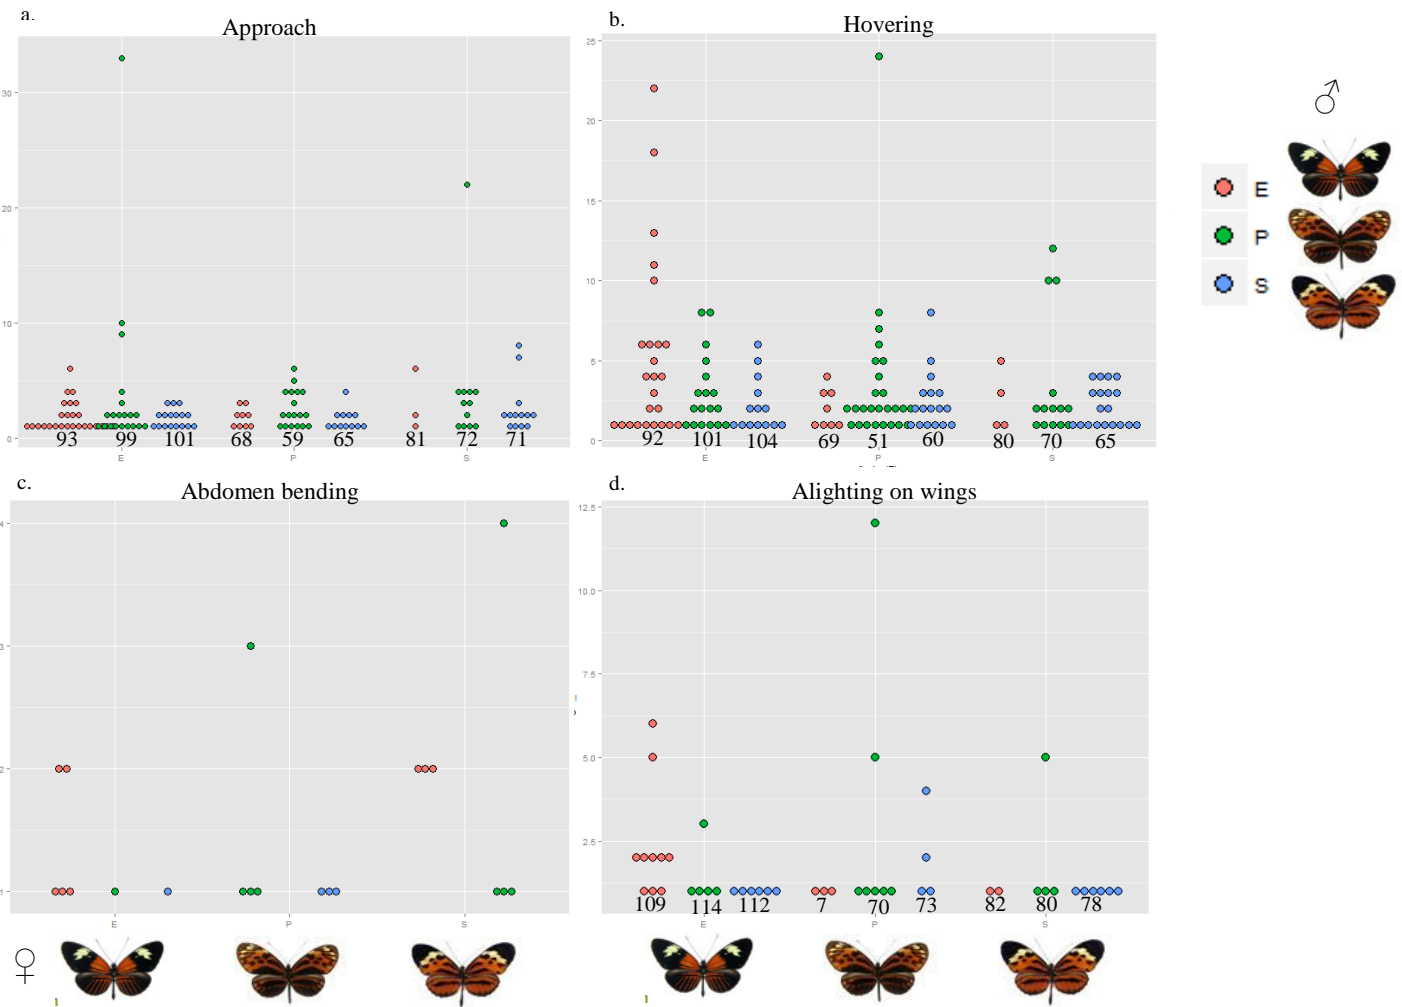 a.
Approach
30
20
10
0
93 99 101 68 59 65 81 72 71
E P S
b.
Hovering
25
20
15
10
5
0
92 101 104 69 51 60 80 70 65
E P S
♂
E
P
S
c.
Abdomen bending
4
3
2
1
E P S
♀
d.
Alighting on wings
12.5
10.0
7.5
5.0
2.5
109 114 112 7 70 73 82 80 78
E P S